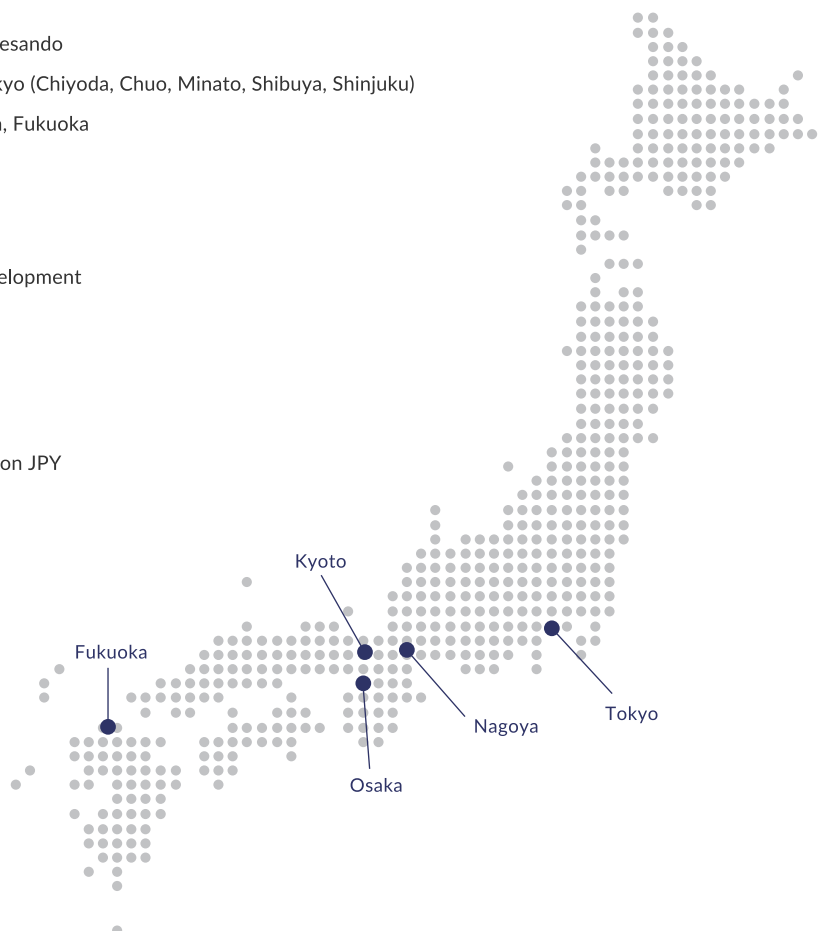 esando
kyo (Chiyoda, Chuo, Minato, Shibuya, Shinjuku)
, Fukuoka
elopment
on JPY
Kyoto
Fukuoka
Tokyo
Nagoya
Osaka